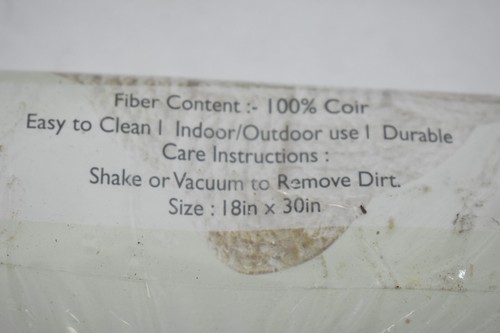 Fiber Content :- 100% Coir
Easy to Clean I Indoor/Outdoor use I Durable
Care Instructions :
Shake or Vacuum to Remove Dirt.
Size : 18in x 30in